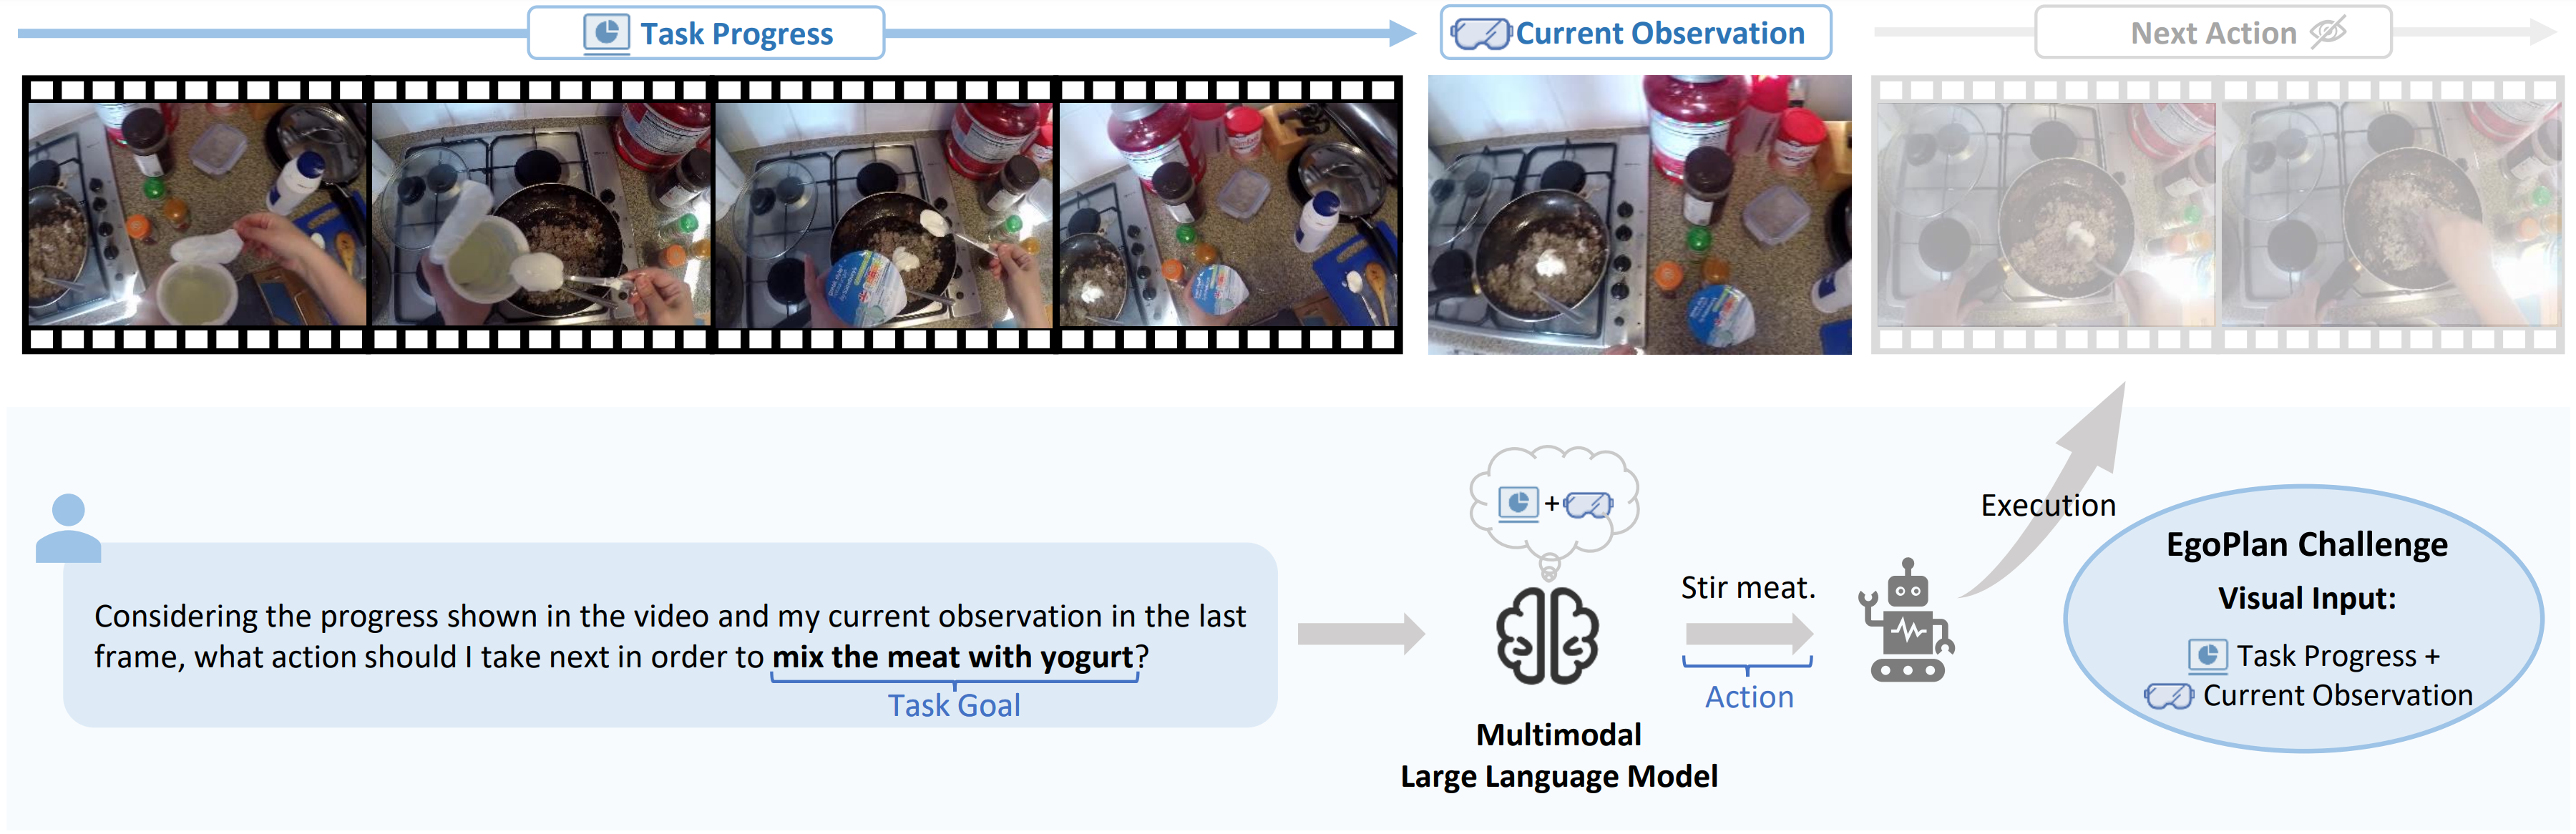 Task Progress
Current Observation
Next Action
Considering the progress shown in the video and my current observation in the last
frame, what action should I take next in order to mix the meat with yogurt?
Task Goal
+
Multimodal
Large Language Model
Stir meat.
Action
Execution
EgoPlan Challenge
Visual Input:
Task Progress +
Current Observation